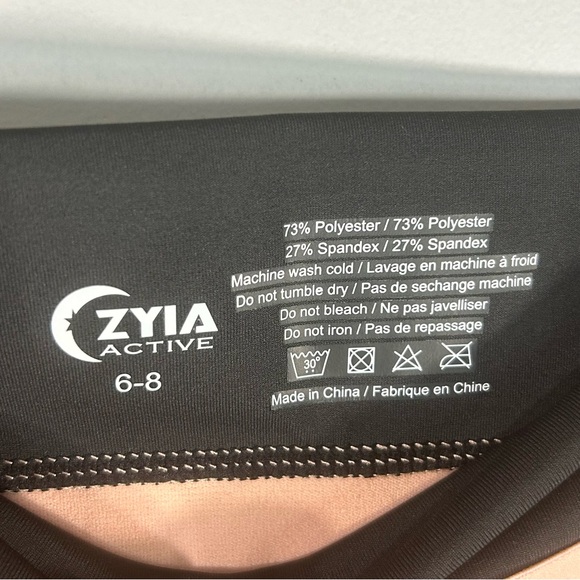 ZYIA
ACTIVE
6-8
73% Polyester / 73% Polyester
27% Spandex / 27% Spandex
Machine wash cold / Lavage en machine à froid
Do not tumble dry / Pas de sechange machine
Do not bleach / Ne pas javelliser
Do not iron / Pas de repassage
30°
Made in China / Fabrique en Chine